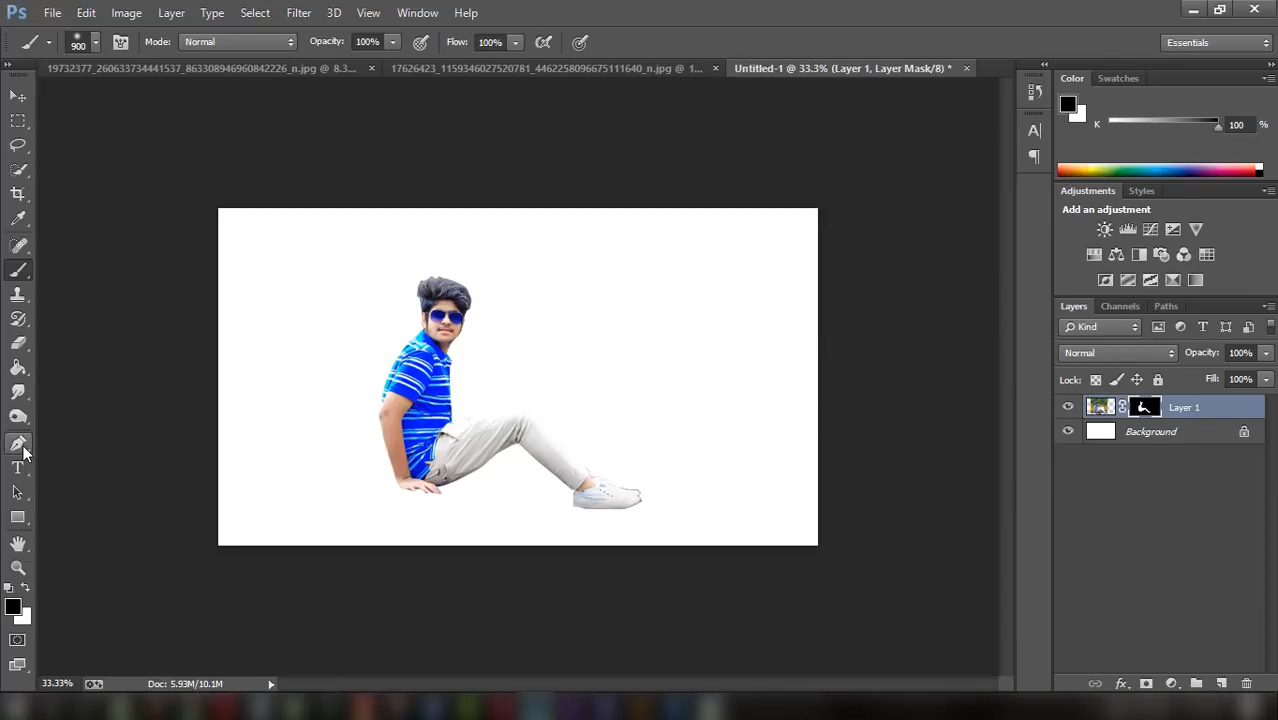 Ps File Edit Image Layer Type Select Filter 3D View Window Help
900 Mode: Normal Opacity: 100% Flow: 100% Essentials
19732377_260633734441537_863308946960842226_n.jpg @ 8.3... × 17626423_1159346027520781_4462258096675111640_n.jpg @ 1... × Untitled-1 @ 33.3% (Layer 1, Layer Mask/8) * ×
Color Swatches
K 100 %
Adjustments Styles
Add an adjustment
Layers Channels Paths
Kind
Normal Opacity: 100%
Lock: Fill: 100%
Layer 1
Background
33.33% Doc: 5.93M/10.1M